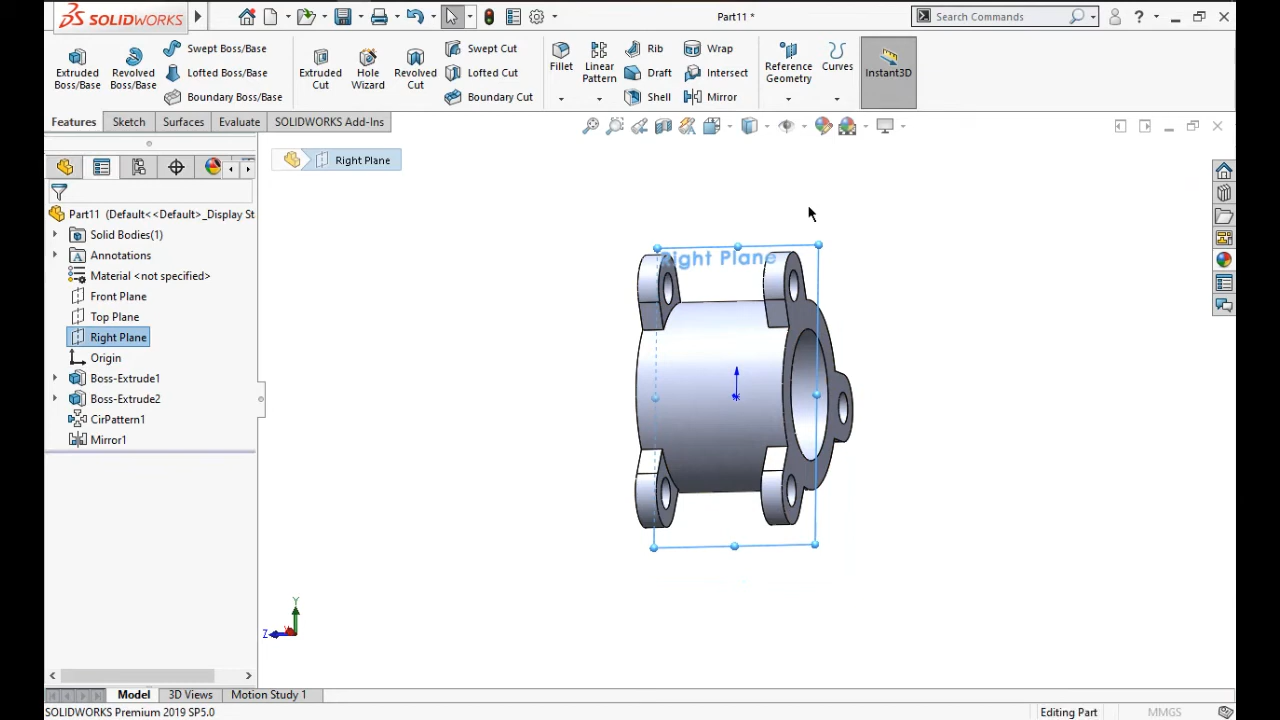 SOLIDWORKS
Part11 *
Search Commands
?
Extruded
Boss/Base
Revolved
Boss/Base
Swept Boss/Base
Lofted Boss/Base
Boundary Boss/Base
Extruded
Cut
Hole
Wizard
Revolved
Cut
Swept Cut
Lofted Cut
Boundary Cut
Fillet
Linear
Pattern
Rib
Draft
Shell
Wrap
Intersect
Mirror
Reference
Geometry
Curves
Instant3D
Features
Sketch
Surfaces
Evaluate
SOLIDWORKS Add-Ins
Right Plane
Part11 (Default<<Default>_Display St
Solid Bodies(1)
Annotations
Material <not specified>
Front Plane
Top Plane
Right Plane
Origin
Boss-Extrude1
Boss-Extrude2
CirPattern1
Mirror1
Right Plane
Y
Z
Model
3D Views
Motion Study 1
SOLIDWORKS Premium 2019 SP5.0
Editing Part
MMGS